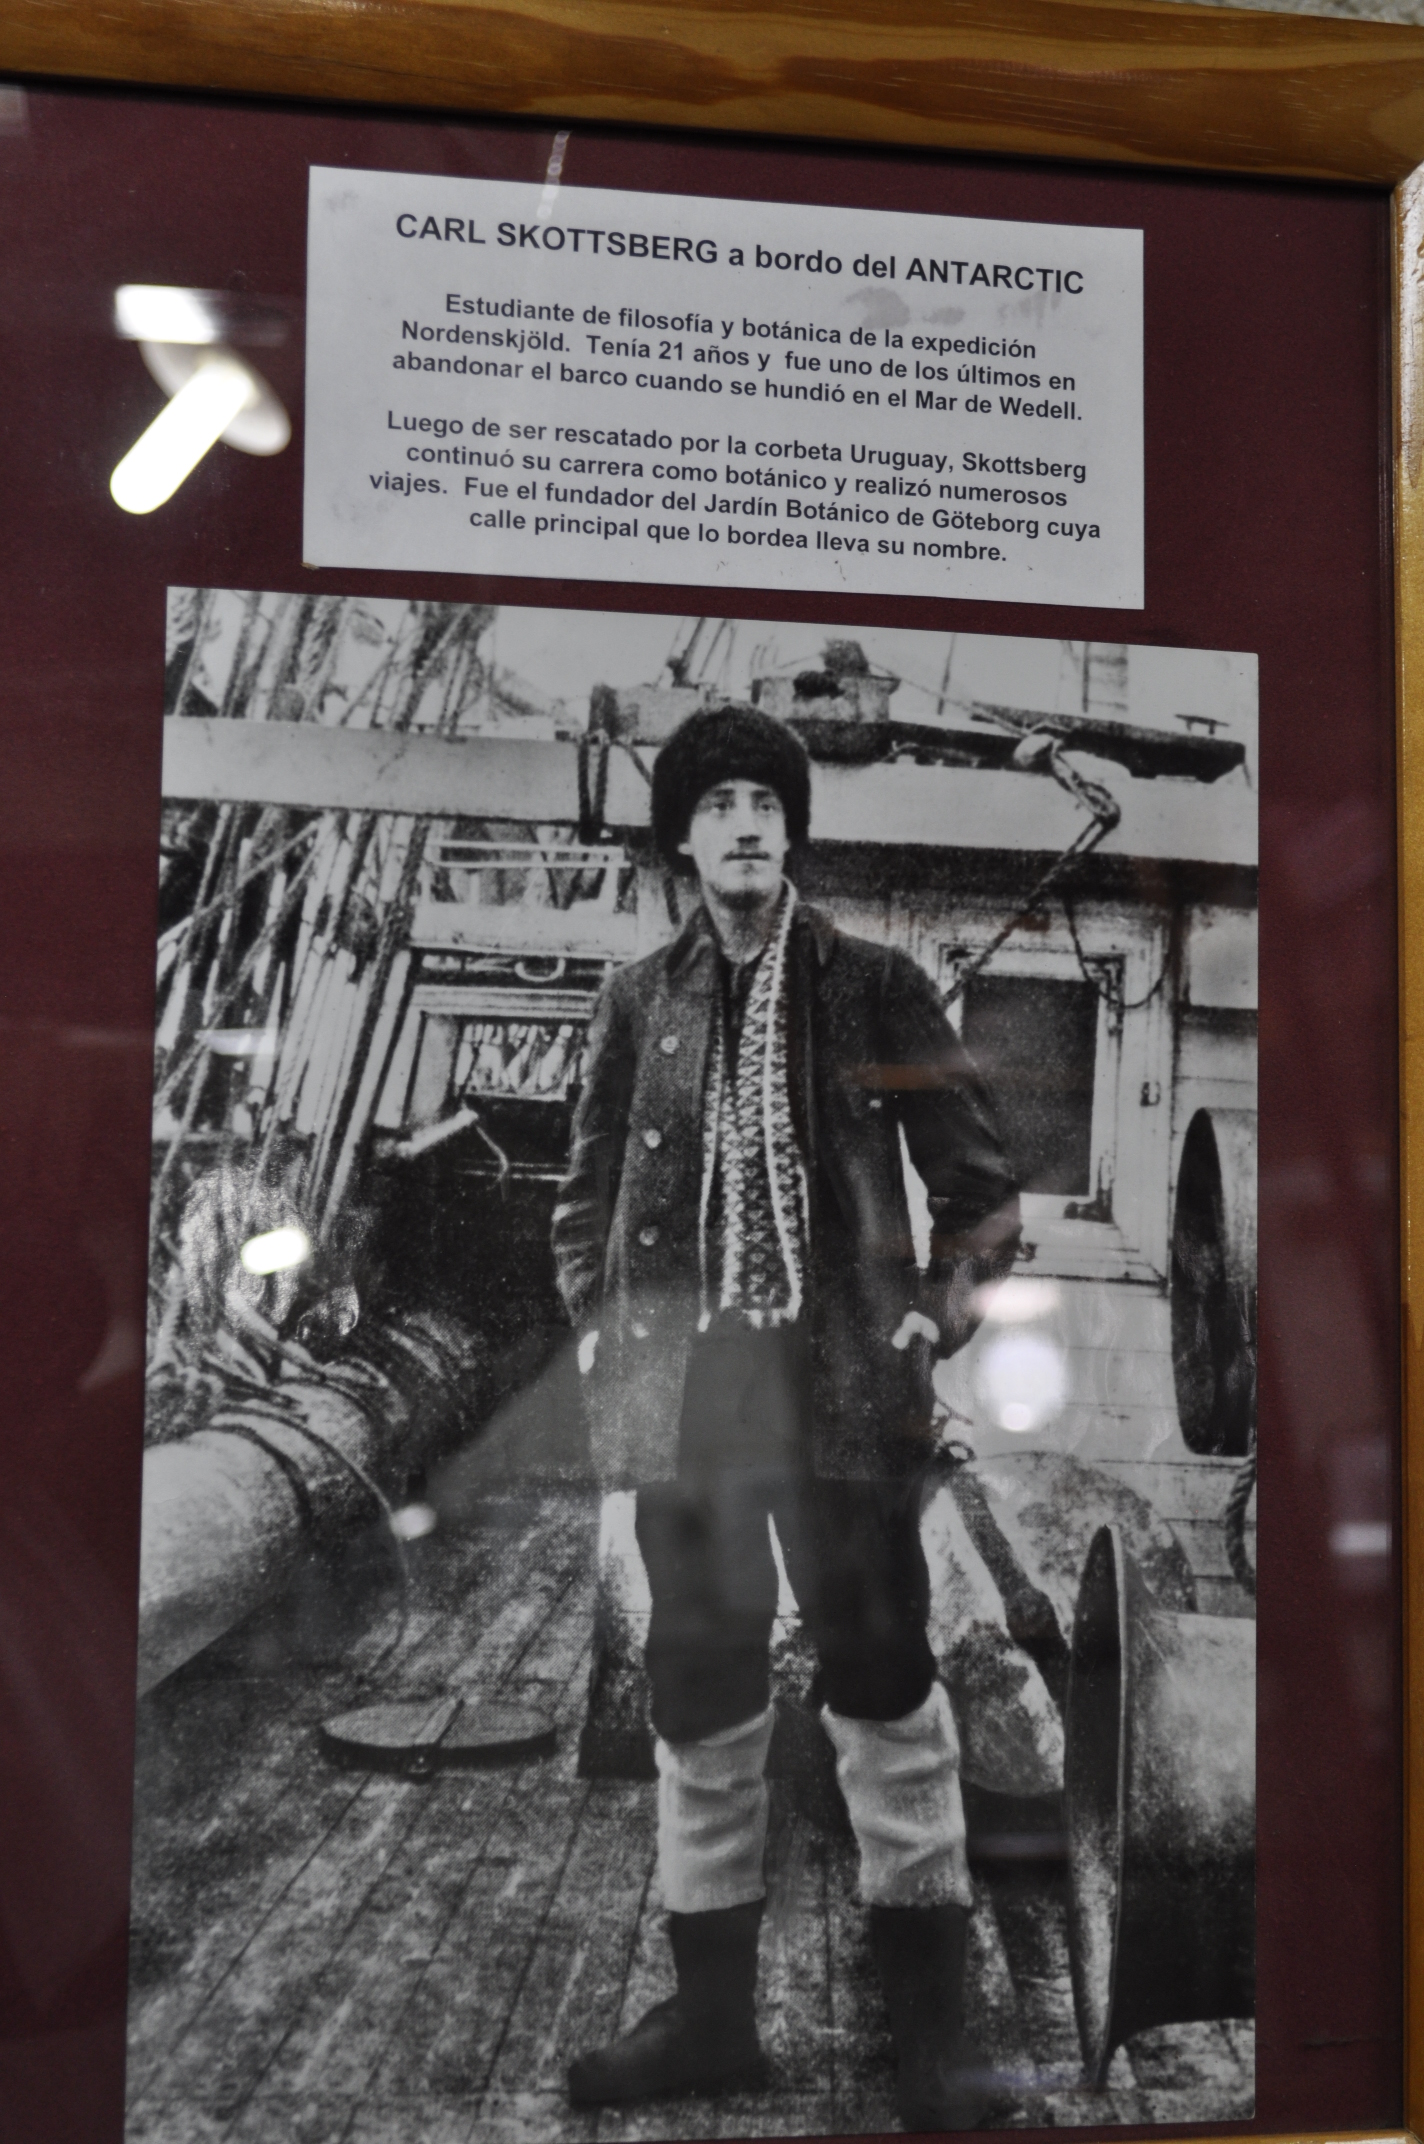 CARL SKOTTSBERG a bordo del ANTARCTIC
Estudiante de filosofía y botánica de la expedición
Nordenskjöld. Tenía 21 años y fue uno de los últimos en
abandonar el barco cuando se hundió en el Mar de Wedell.
Luego de ser rescatado por la corbeta Uruguay, Skottsberg
continuó su carrera como botánico y realizó numerosos
viajes. Fue el fundador del Jardín Botánico de Göteborg cuya
calle principal que lo bordea lleva su nombre.